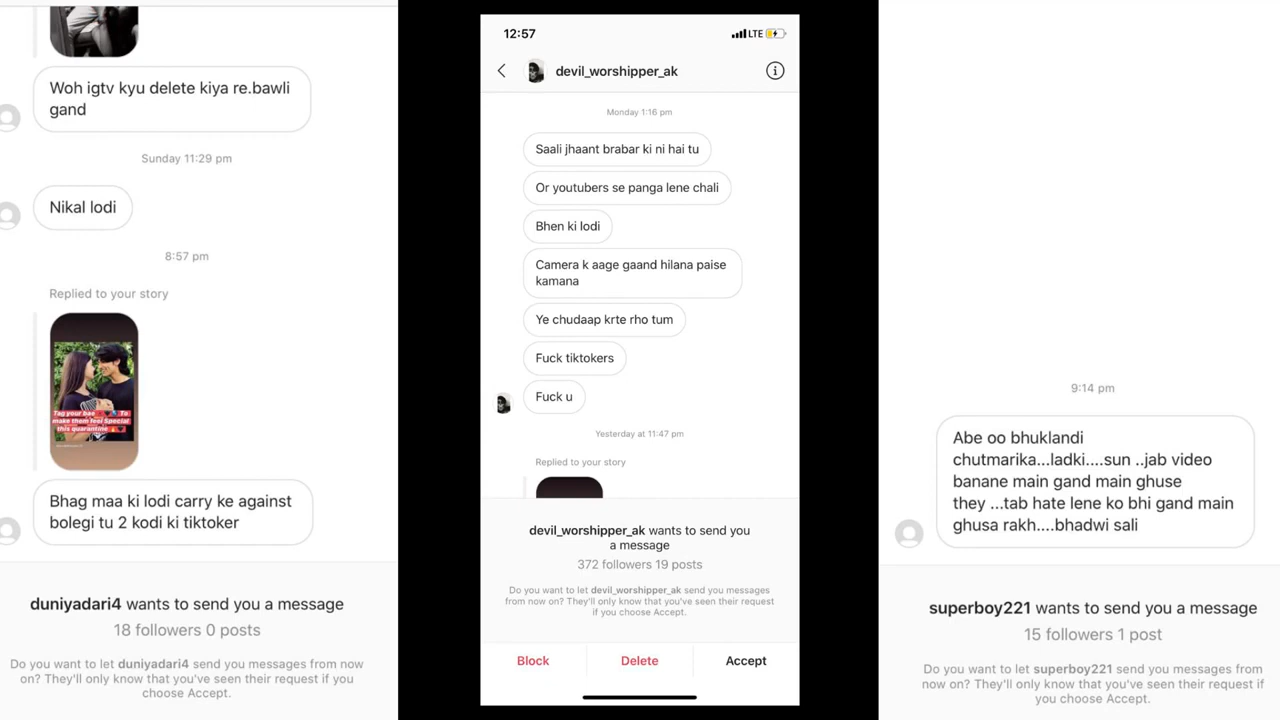 Woh igtv kyu delete kiya re.bawli
gand
Sunday 11:29 pm
Nikal lodi
8:57 pm
Replied to your story
Tag your bae To
make them feel Special
this quarantine
Bhag maa ki lodi carry ke against
bolegi tu 2 kodi ki tiktoker
duniyadari4 wants to send you a message
18 followers 0 posts
Do you want to let duniyadari4 send you messages from now
on? They'll only know that you've seen their request if you
choose Accept.
12:57
LTE
devil_worshipper_ak
Monday 1:16 pm
Saali jhaant brabar ki ni hai tu
Or youtubers se panga lene chali
Bhen ki lodi
Camera k aage gaand hilana paise
kamana
Ye chudaap krte rho tum
Fuck tiktokers
Fuck u
Yesterday at 11:47 pm
Replied to your story
devil_worshipper_ak wants to send you
a message
372 followers 19 posts
Do you want to let devil_worshipper_ak send you messages
from now on? They'll only know that you've seen their request
if you choose Accept.
Block
Delete
Accept
9:14 pm
Abe oo bhuklandi
chutmarika...ladki....sun ..jab video
banane main gand main ghuse
they ...tab hate lene ko bhi gand main
ghusa rakh....bhadwi sali
superboy221 wants to send you a message
15 followers 1 post
Do you want to let superboy221 send you messages from
now on? They'll only know that you've seen their request if
you choose Accept.